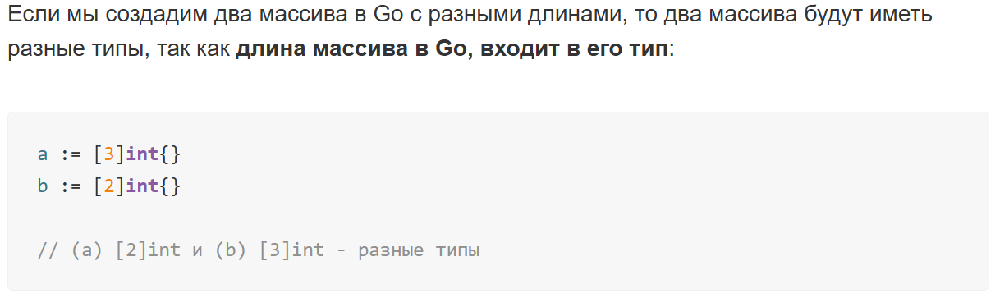 Если мы создадим два массива в Go с разными длинами, то два массива будут иметь
разные типы, так как длина массива в Go, входит в его тип:
a := [3]int{}
b := [2]int{}
// (a) [2]int и (b) [3]int - разные типы